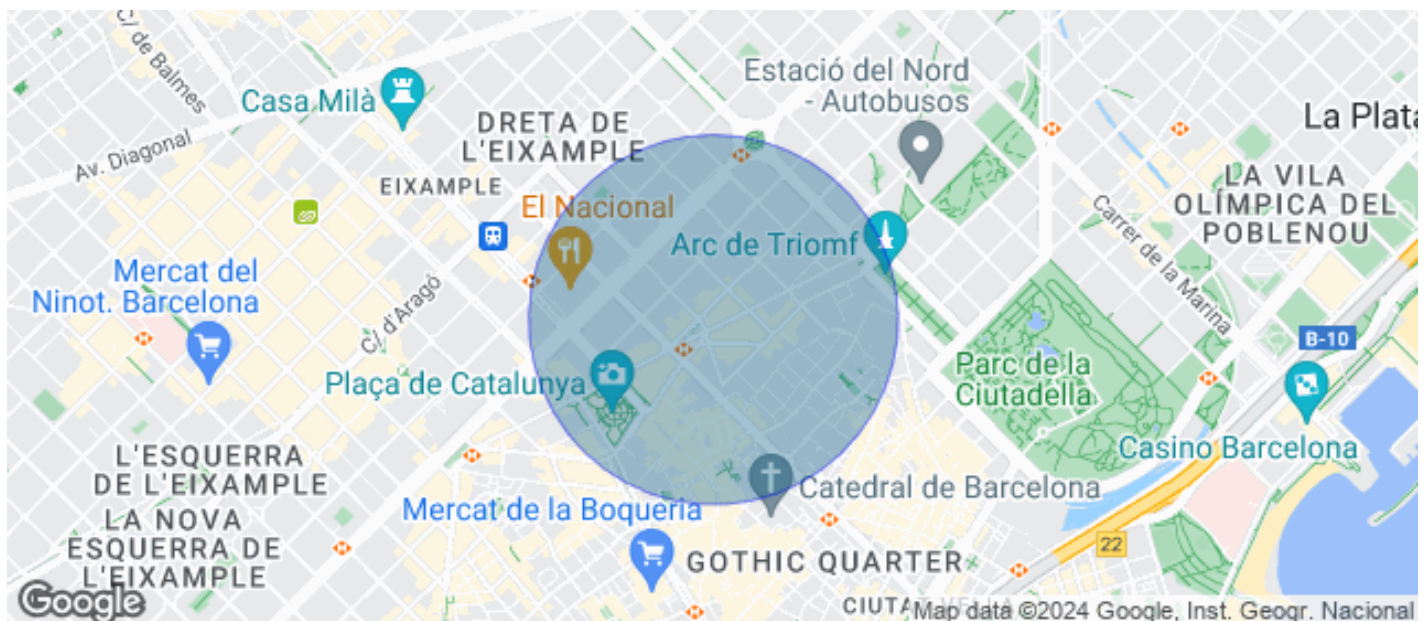 C/ de Balmes
Casa Milà
Av. Diagonal
DRETA DE
L'EIXAMPLE
EIXAMPLE
El Nacional
Estació del Nord
- Autobusos
La Plata
LA VILA
OLÍMPICA DEL
POBLENOU
Carrer de la Marina
Arc de Triomf
Mercat del
Ninot. Barcelona
C/ d'Aragó
B-10
Plaça de Catalunya
Parc de la
Ciutadella
Casino Barcelona
L'ESQUERRA
DE L'EIXAMPLE
Catedral de Barcelona
Mercat de la Boqueria
LA NOVA
ESQUERRA DE
L'EIXAMPLE
22
GOTHIC QUARTER
Google
CIUTAT
Map data ©2024 Google, Inst. Geogr. Nacional